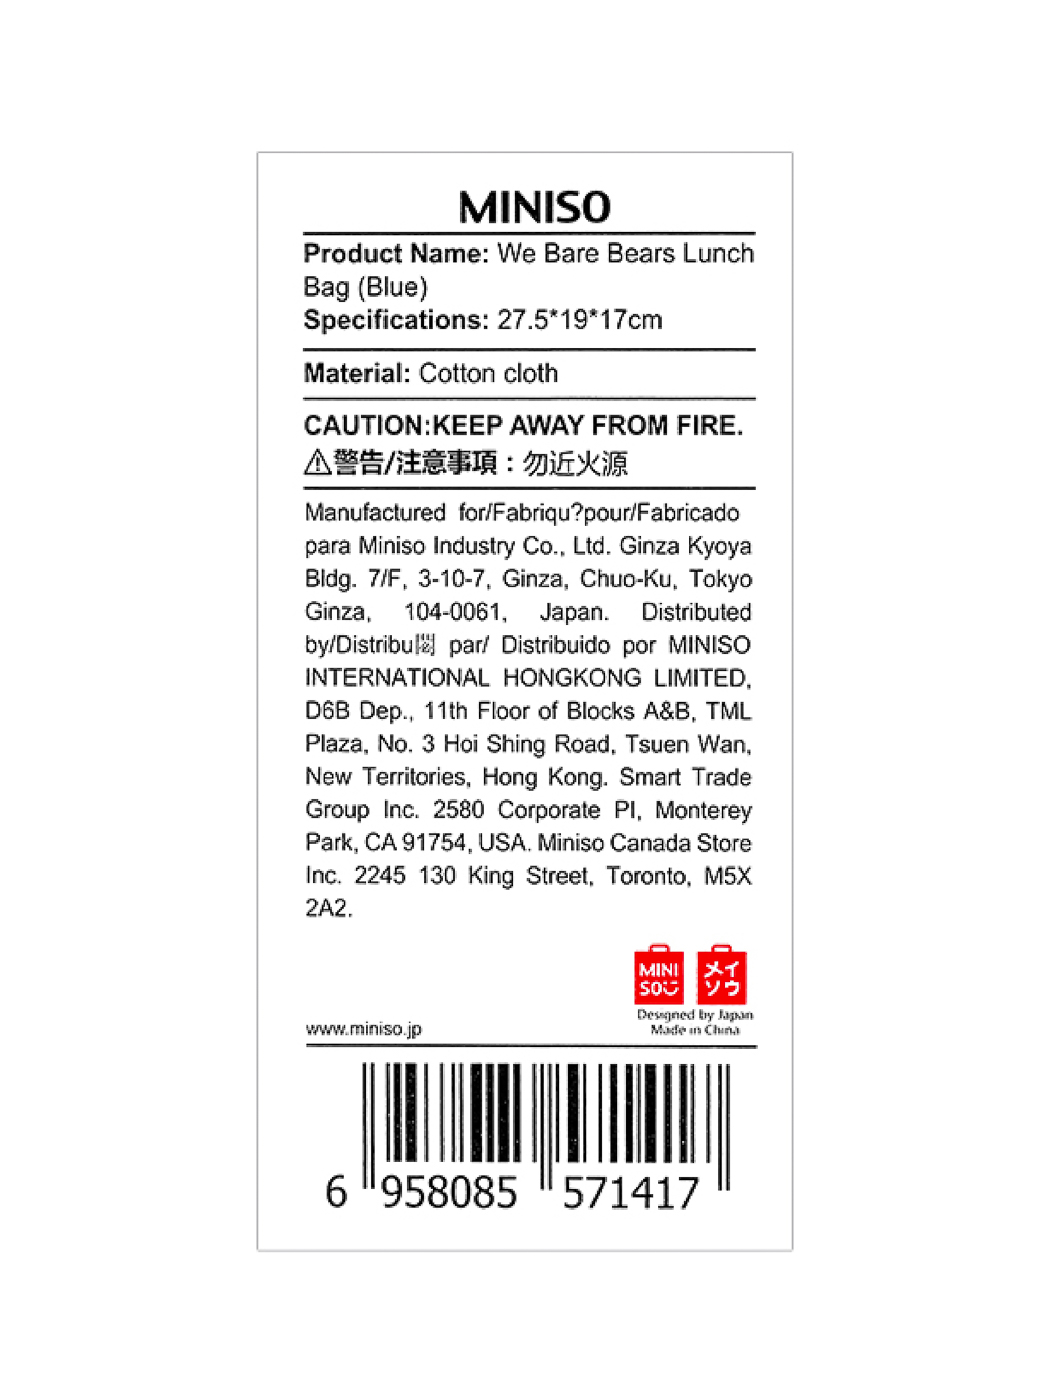 MINISO
Product Name: We Bare Bears Lunch
Bag (Blue)
Specifications: 27.5*19*17cm
Material: Cotton cloth
CAUTION:KEEP AWAY FROM FIRE.
⚠警告/注意事項：勿近火源
Manufactured for/Fabriqu?pour/Fabricado
para Miniso Industry Co., Ltd. Ginza Kyoya
Bldg. 7/F, 3-10-7, Ginza, Chuo-Ku, Tokyo
Ginza, 104-0061, Japan. Distributed
par/ Distribuido por MINISO
INTERNATIONAL HONGKONG LIMITED,
D6B Dep., 11th Floor of Blocks A&B, TML
Plaza, No. 3 Hoi Shing Road, Tsuen Wan,
New Territories, Hong Kong. Smart Trade
Group Inc. 2580 Corporate Pl, Monterey
Park, CA 91754, USA. Miniso Canada Store
Inc. 2245 130 King Street, Toronto, M5X
2A2.
MINI
SO
メイ
ソウ
Designed by Japan
Made in China
www.miniso.jp
6 958085 571417